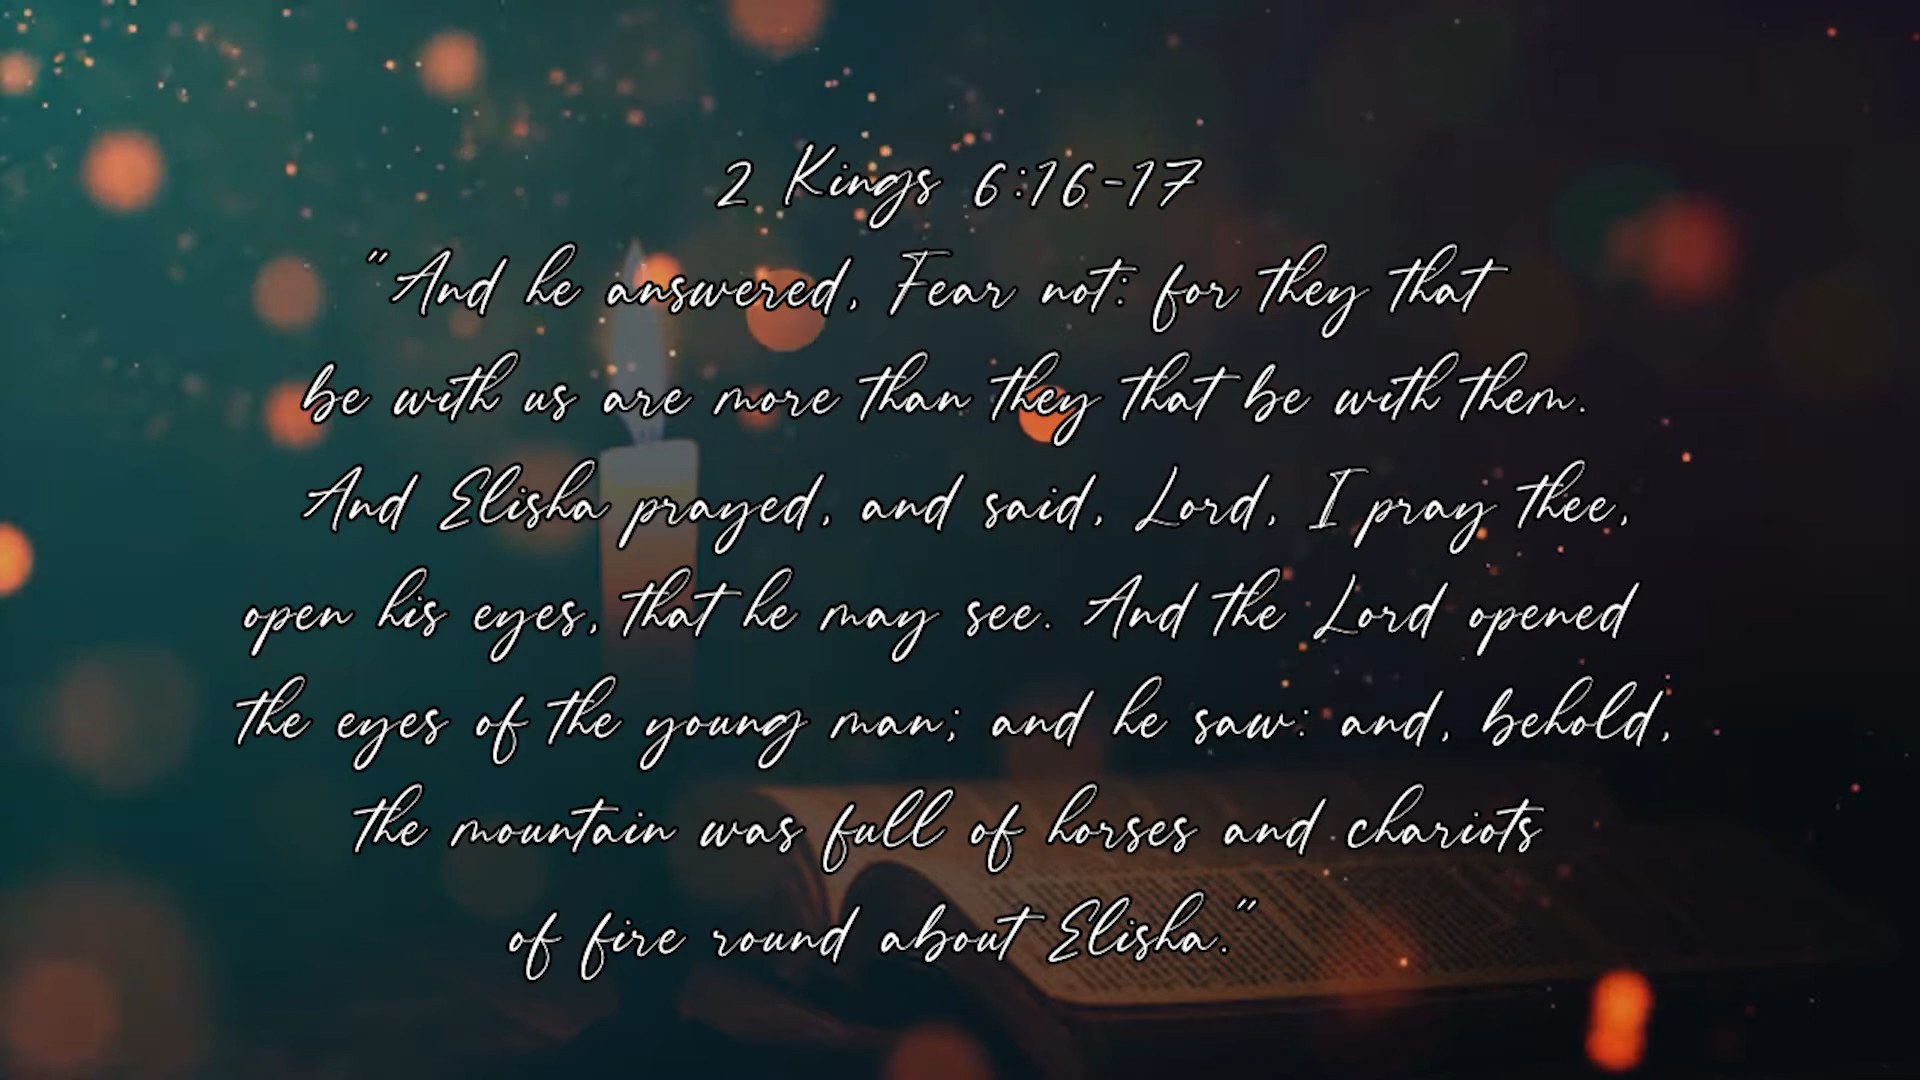 2 Kings 6:16-17
"And he answered, Fear not: for they that
be with us are more than they that be with them.
And Elisha prayed, and said, Lord, I pray thee,
open his eyes, that he may see. And the Lord opened
the eyes of the young man; and he saw: and, behold,
the mountain was full of horses and chariots
of fire round about Elisha."